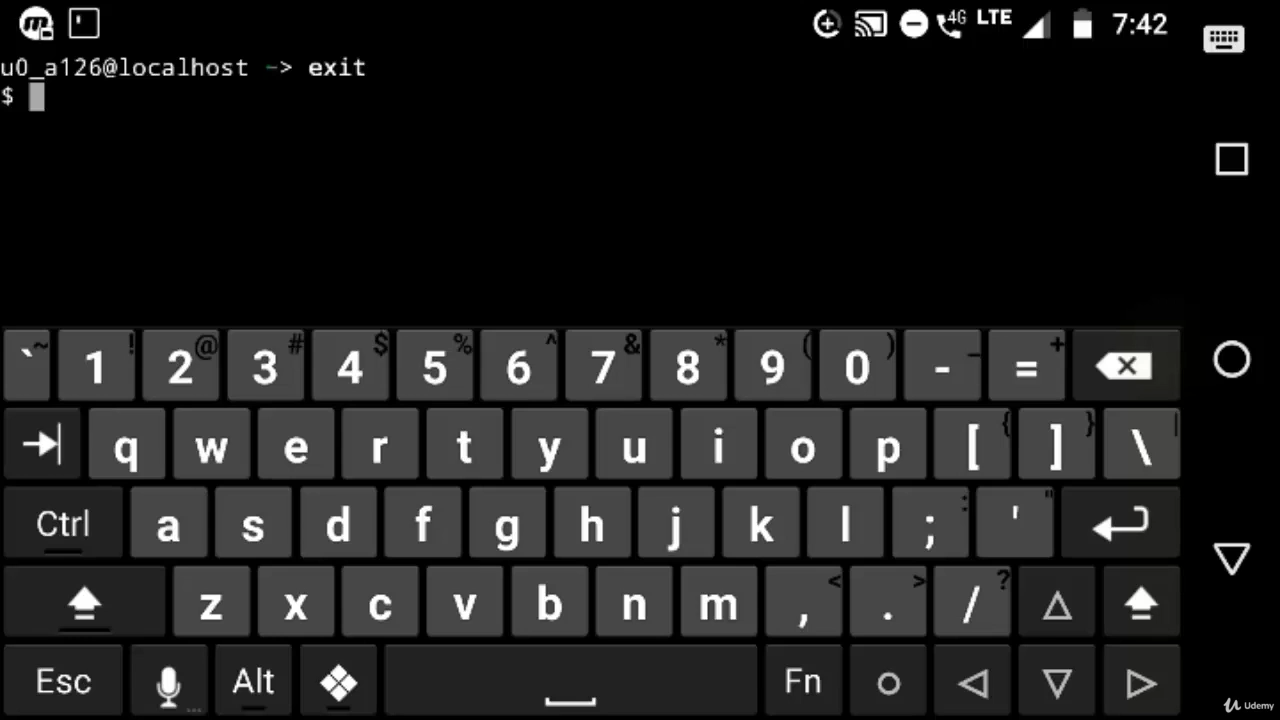 4G LTE 7:42
u0_a126@localhost -> exit
$
` ~ 1 ! 2 @ 3 # 4 $ 5 % 6 ^ 7 & 8 * 9 ( 0 ) - _ = +
q w e r t y u i o p [ { ] } \ |
Ctrl a s d f g h j k l ; : ' "
z x c v b n m , < . > / ?
Esc ... Alt Fn
Udemy